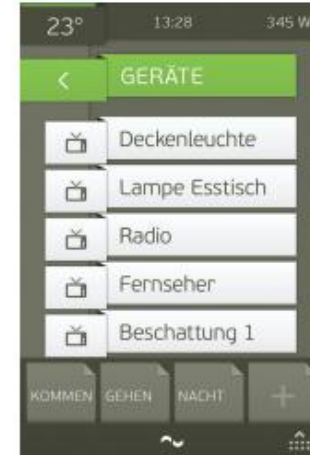 23° 13:28 345 W
GERÄTE
Deckenleuchte
Lampe Esstisch
Radio
Fernseher
Beschattung 1
KOMMEN GEHEN NACHT